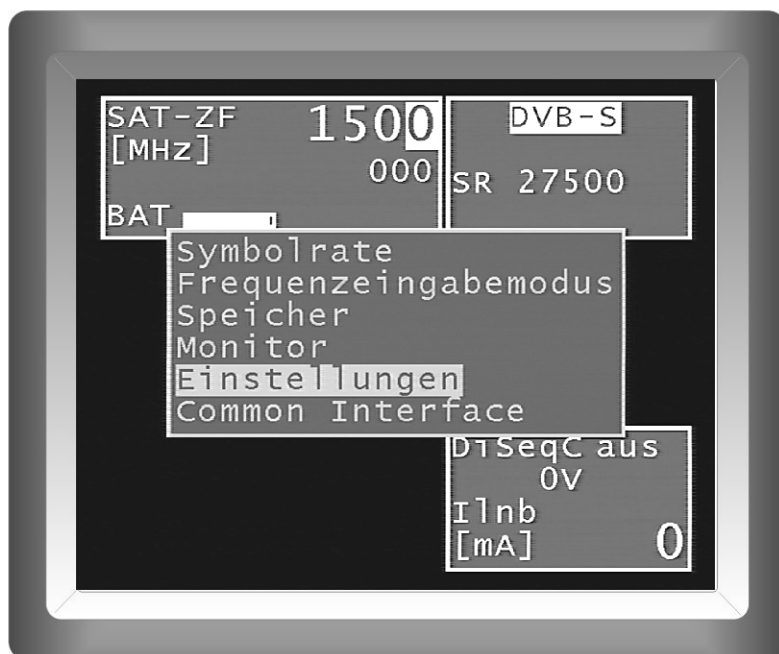 SAT-ZF 1500
[MHz]
000
BAT
DVB-S
SR 27500
Symbolrate
Frequenzeingabemodus
Speicher
Monitor
Einstellungen
Common Interface
DiSeqC aus
0V
Ilnb
[mA] 0